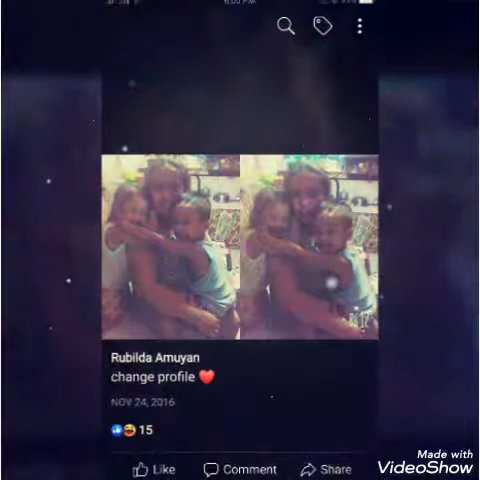 Rubilda Amuyan
change profile ❤️
NOV 24, 2016
15
Like Comment Share
Made with
VideoShow